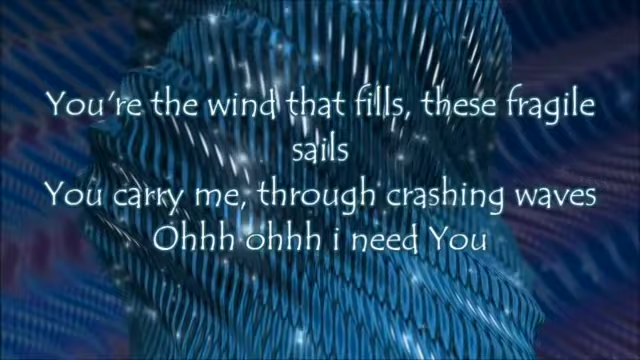 You're the wind that fills, these fragile
sails
You carry me, through crashing waves
Ohhh ohhh i need You